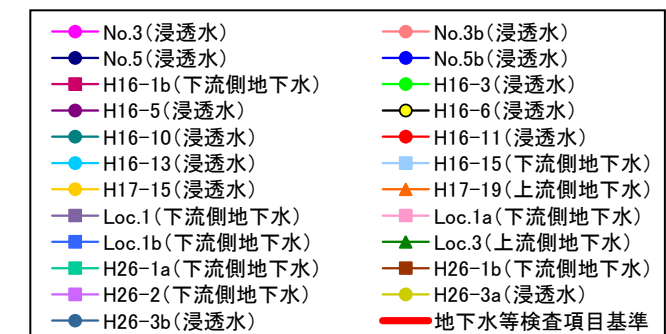 No.3(浸透水) No.3b(浸透水)
No.5(浸透水) No.5b(浸透水)
H16-1b(下流側地下水) H16-3(浸透水)
H16-5(浸透水) H16-6(浸透水)
H16-10(浸透水) H16-11(浸透水)
H16-13(浸透水) H16-15(下流側地下水)
H17-15(浸透水) H17-19(上流側地下水)
Loc.1(下流側地下水) Loc.1a(下流側地下水)
Loc.1b(下流側地下水) Loc.3(上流側地下水)
H26-1a(下流側地下水) H26-1b(下流側地下水)
H26-2(下流側地下水) H26-3a(浸透水)
H26-3b(浸透水) 地下水等検査項目基準